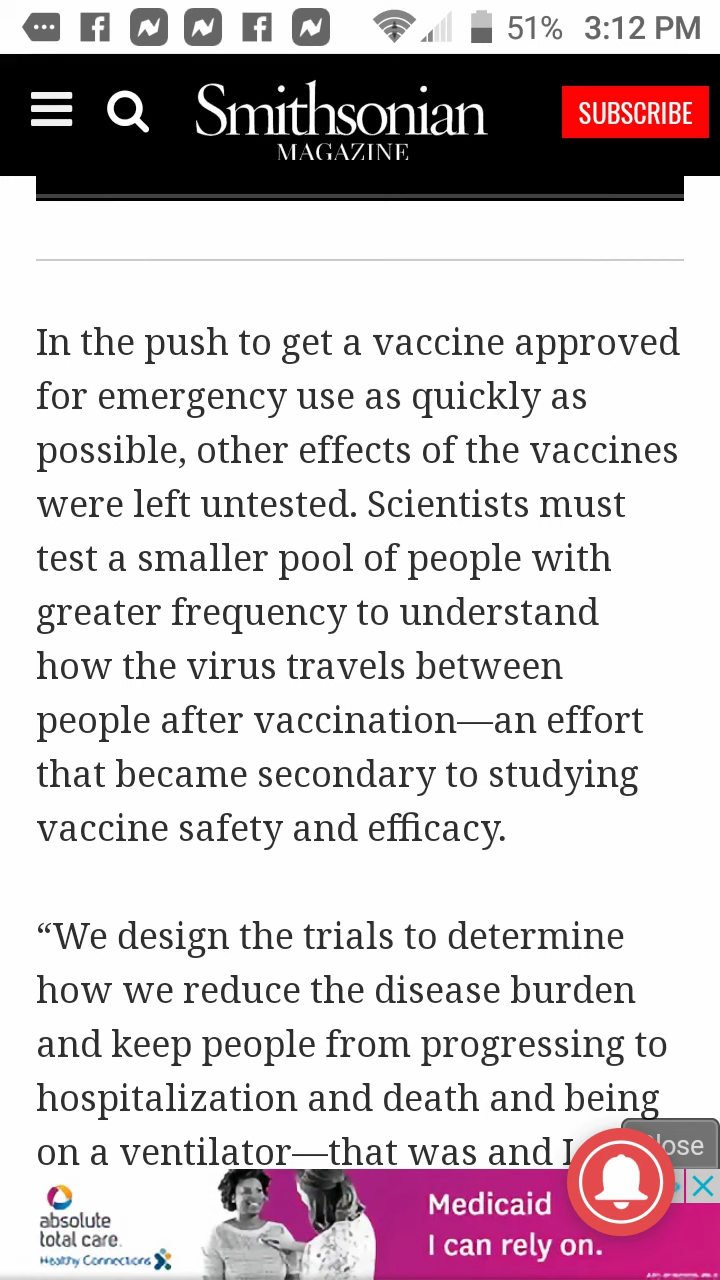 51% 3:12 PM
Smithsonian
MAGAZINE
SUBSCRIBE
In the push to get a vaccine approved
for emergency use as quickly as
possible, other effects of the vaccines
were left untested. Scientists must
test a smaller pool of people with
greater frequency to understand
how the virus travels between
people after vaccination—an effort
that became secondary to studying
vaccine safety and efficacy.
“We design the trials to determine
how we reduce the disease burden
and keep people from progressing to
hospitalization and death and being
on a ventilator—that was and I
absolute
total care.
Healthy Connections
Medicaid
I can rely on.